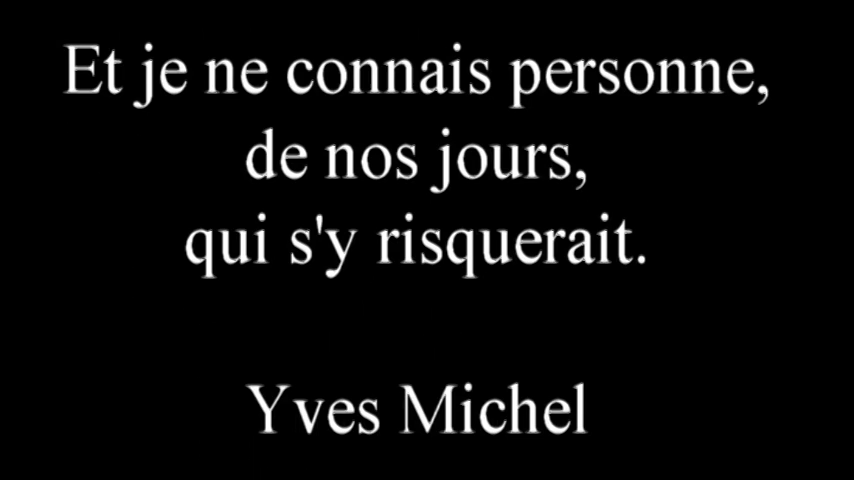 Et je ne connais personne,
de nos jours,
qui s'y risquerait.
Yves Michel